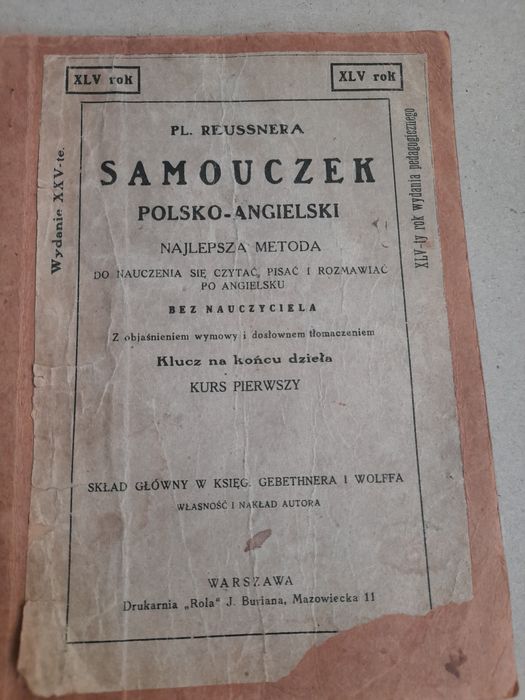 XLV rok
XLV rok
Wydanie XXV-te.
XLV-ty rok wydania pedagogicznego
PL. REUSSNERA
SAMOUCZEK
POLSKO-ANGIELSKI
NAJLEPSZA METODA
DO NAUCZENIA SIĘ CZYTAĆ, PISAĆ I ROZMAWIAĆ
PO ANGIELSKU
BEZ NAUCZYCIELA
Z objaśnieniem wymowy i dosłownem tłomaczeniem
Klucz na końcu dzieła
KURS PIERWSZY
SKŁAD GŁÓWNY W KSIĘG. GEBETHNERA I WOLFFA
WŁASNOŚĆ I NAKŁAD AUTORA
WARSZAWA
Drukarnia „Rola" J. Buriana, Mazowiecka 11